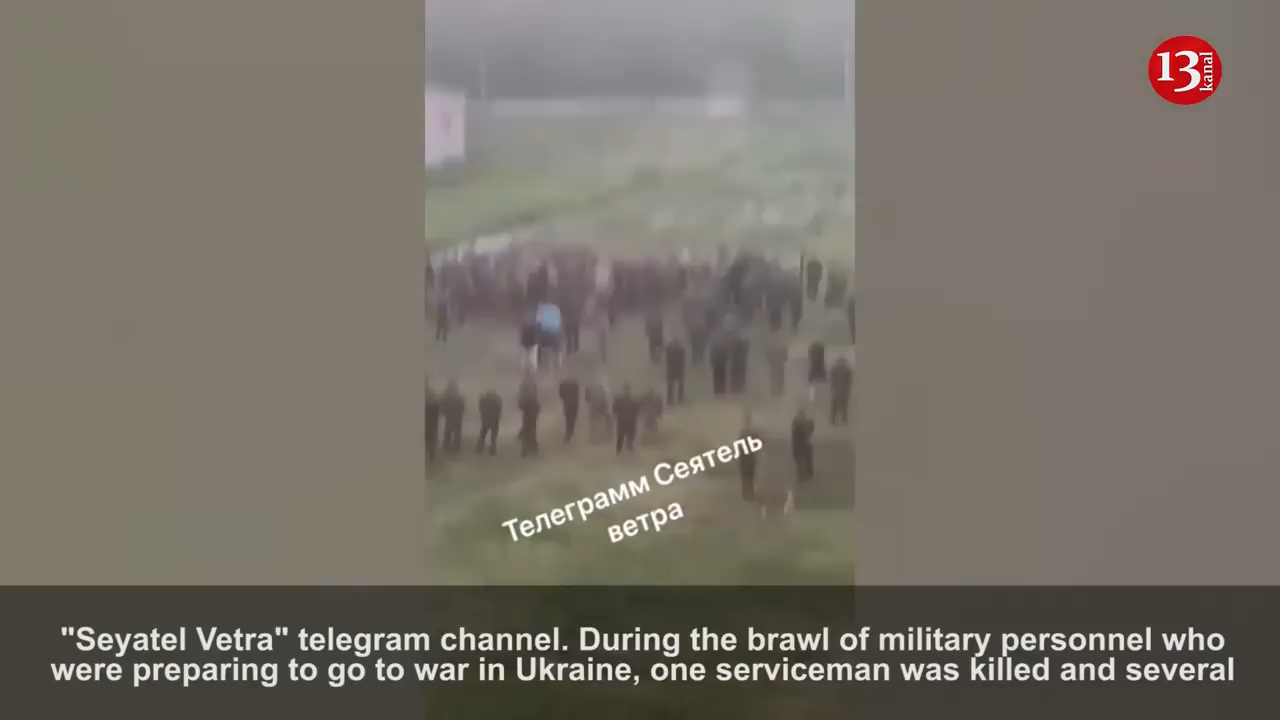 13 kanal
Телеграмм Сеятель
ветра
"Seyatel Vetra" telegram channel. During the brawl of military personnel who
were preparing to go to war in Ukraine, one serviceman was killed and several